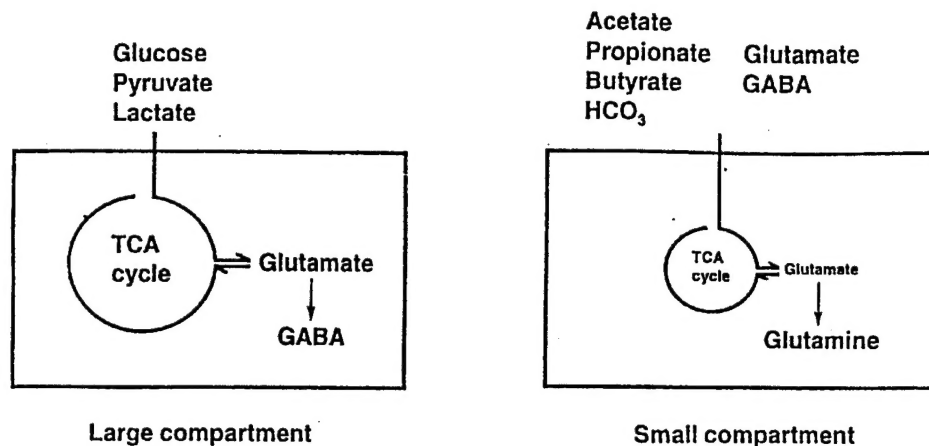 Glucose
Pyruvate
Lactate
TCA
cycle
Glutamate
GABA
Large compartment
Acetate
Propionate
Butyrate
HCO₃
Glutamate
GABA
TCA
cycle
Glutamate
Glutamine
Small compartment